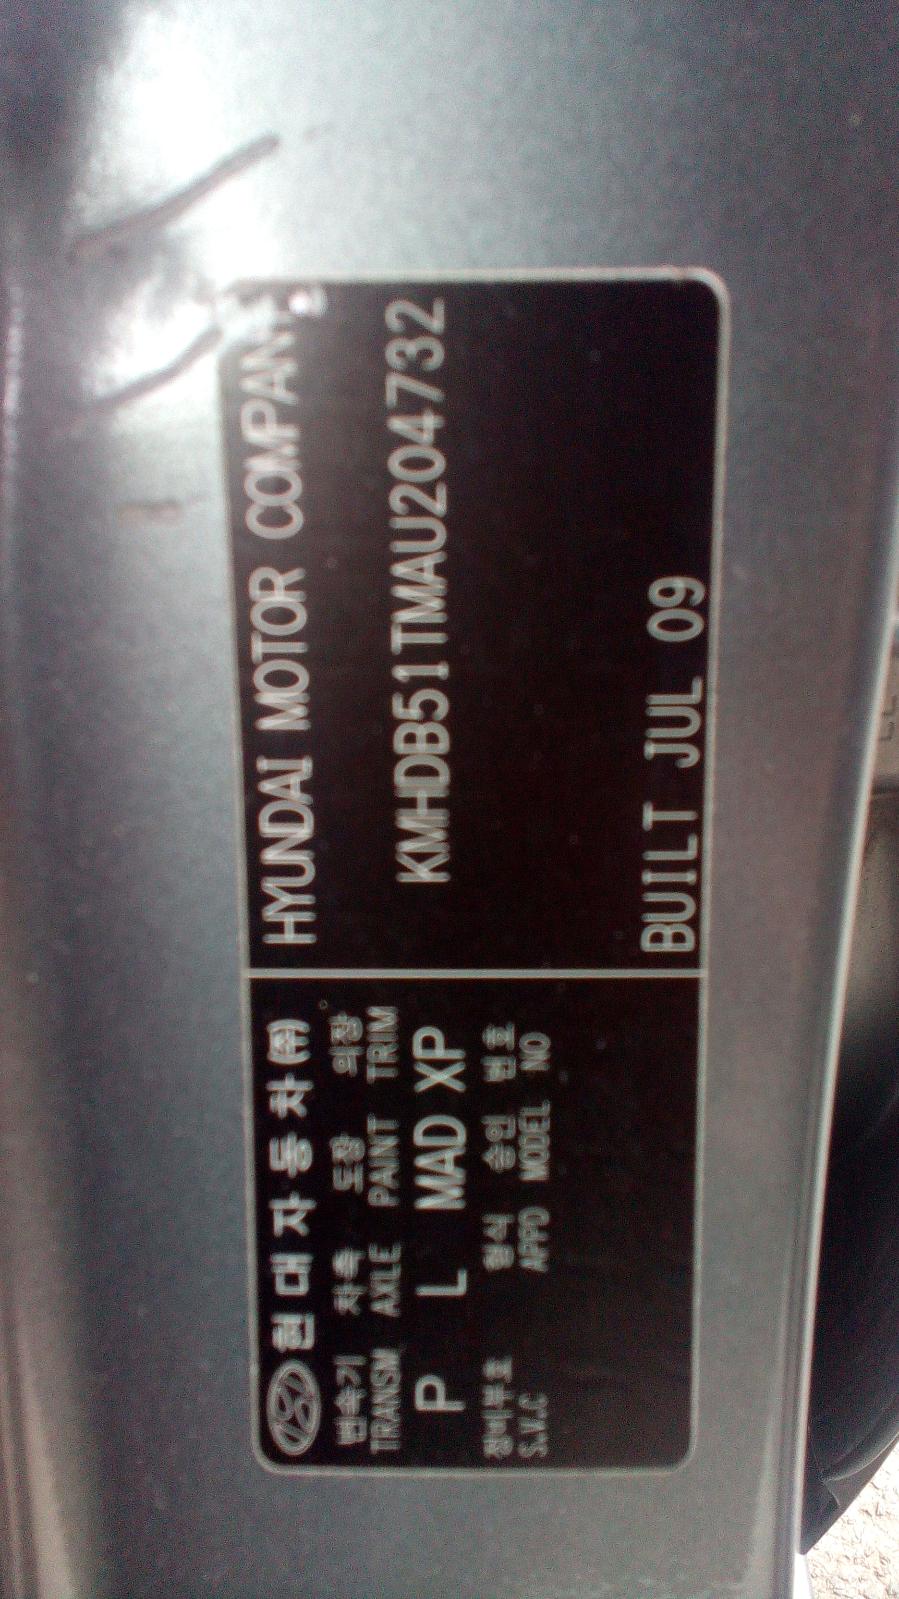 현대자동차㈜
변속기 차축 도장 의장
TRANSM AXLE PAINT TRIM
P L MAD XP
장비부호 형식 승인 번호
S.V.C APPD MODEL NO
HYUNDAI MOTOR COMPANY
KMHDB51TMAU204732
BUILT JUL 09